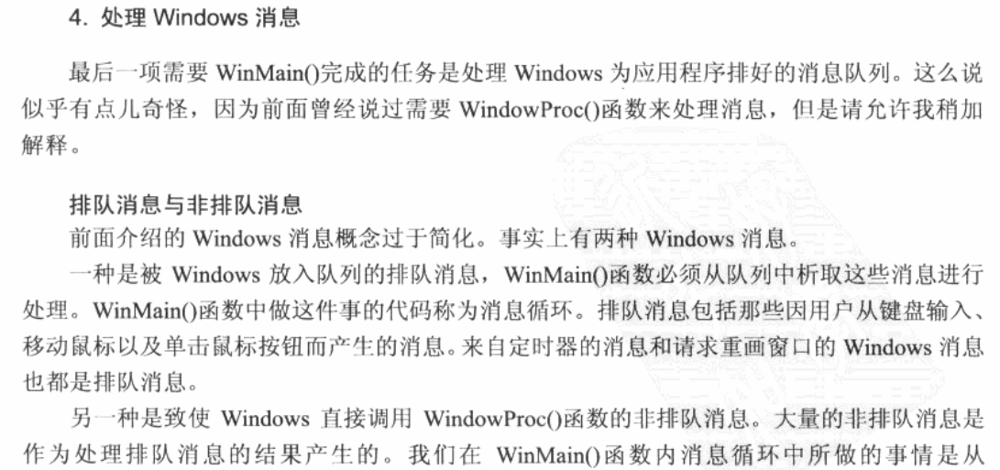 4. 处理 Windows 消息
最后一项需要 WinMain()完成的任务是处理 Windows 为应用程序排好的消息队列。这么说
似乎有点儿奇怪，因为前面曾经说过需要 WindowProc()函数来处理消息，但是请允许我稍加
解释。
排队消息与非排队消息
前面介绍的 Windows 消息概念过于简化。事实上有两种 Windows 消息。
一种是被 Windows 放入队列的排队消息，WinMain()函数必须从队列中析取这些消息进行
处理。WinMain()函数中做这件事的代码称为消息循环。排队消息包括那些因用户从键盘输入、
移动鼠标以及单击鼠标按钮而产生的消息。来自定时器的消息和请求重画窗口的 Windows 消息
也都是排队消息。
另一种是致使 Windows 直接调用 WindowProc()函数的非排队消息。大量的非排队消息是
作为处理排队消息的结果产生的。我们在 WinMain()函数内消息循环中所做的事情是从